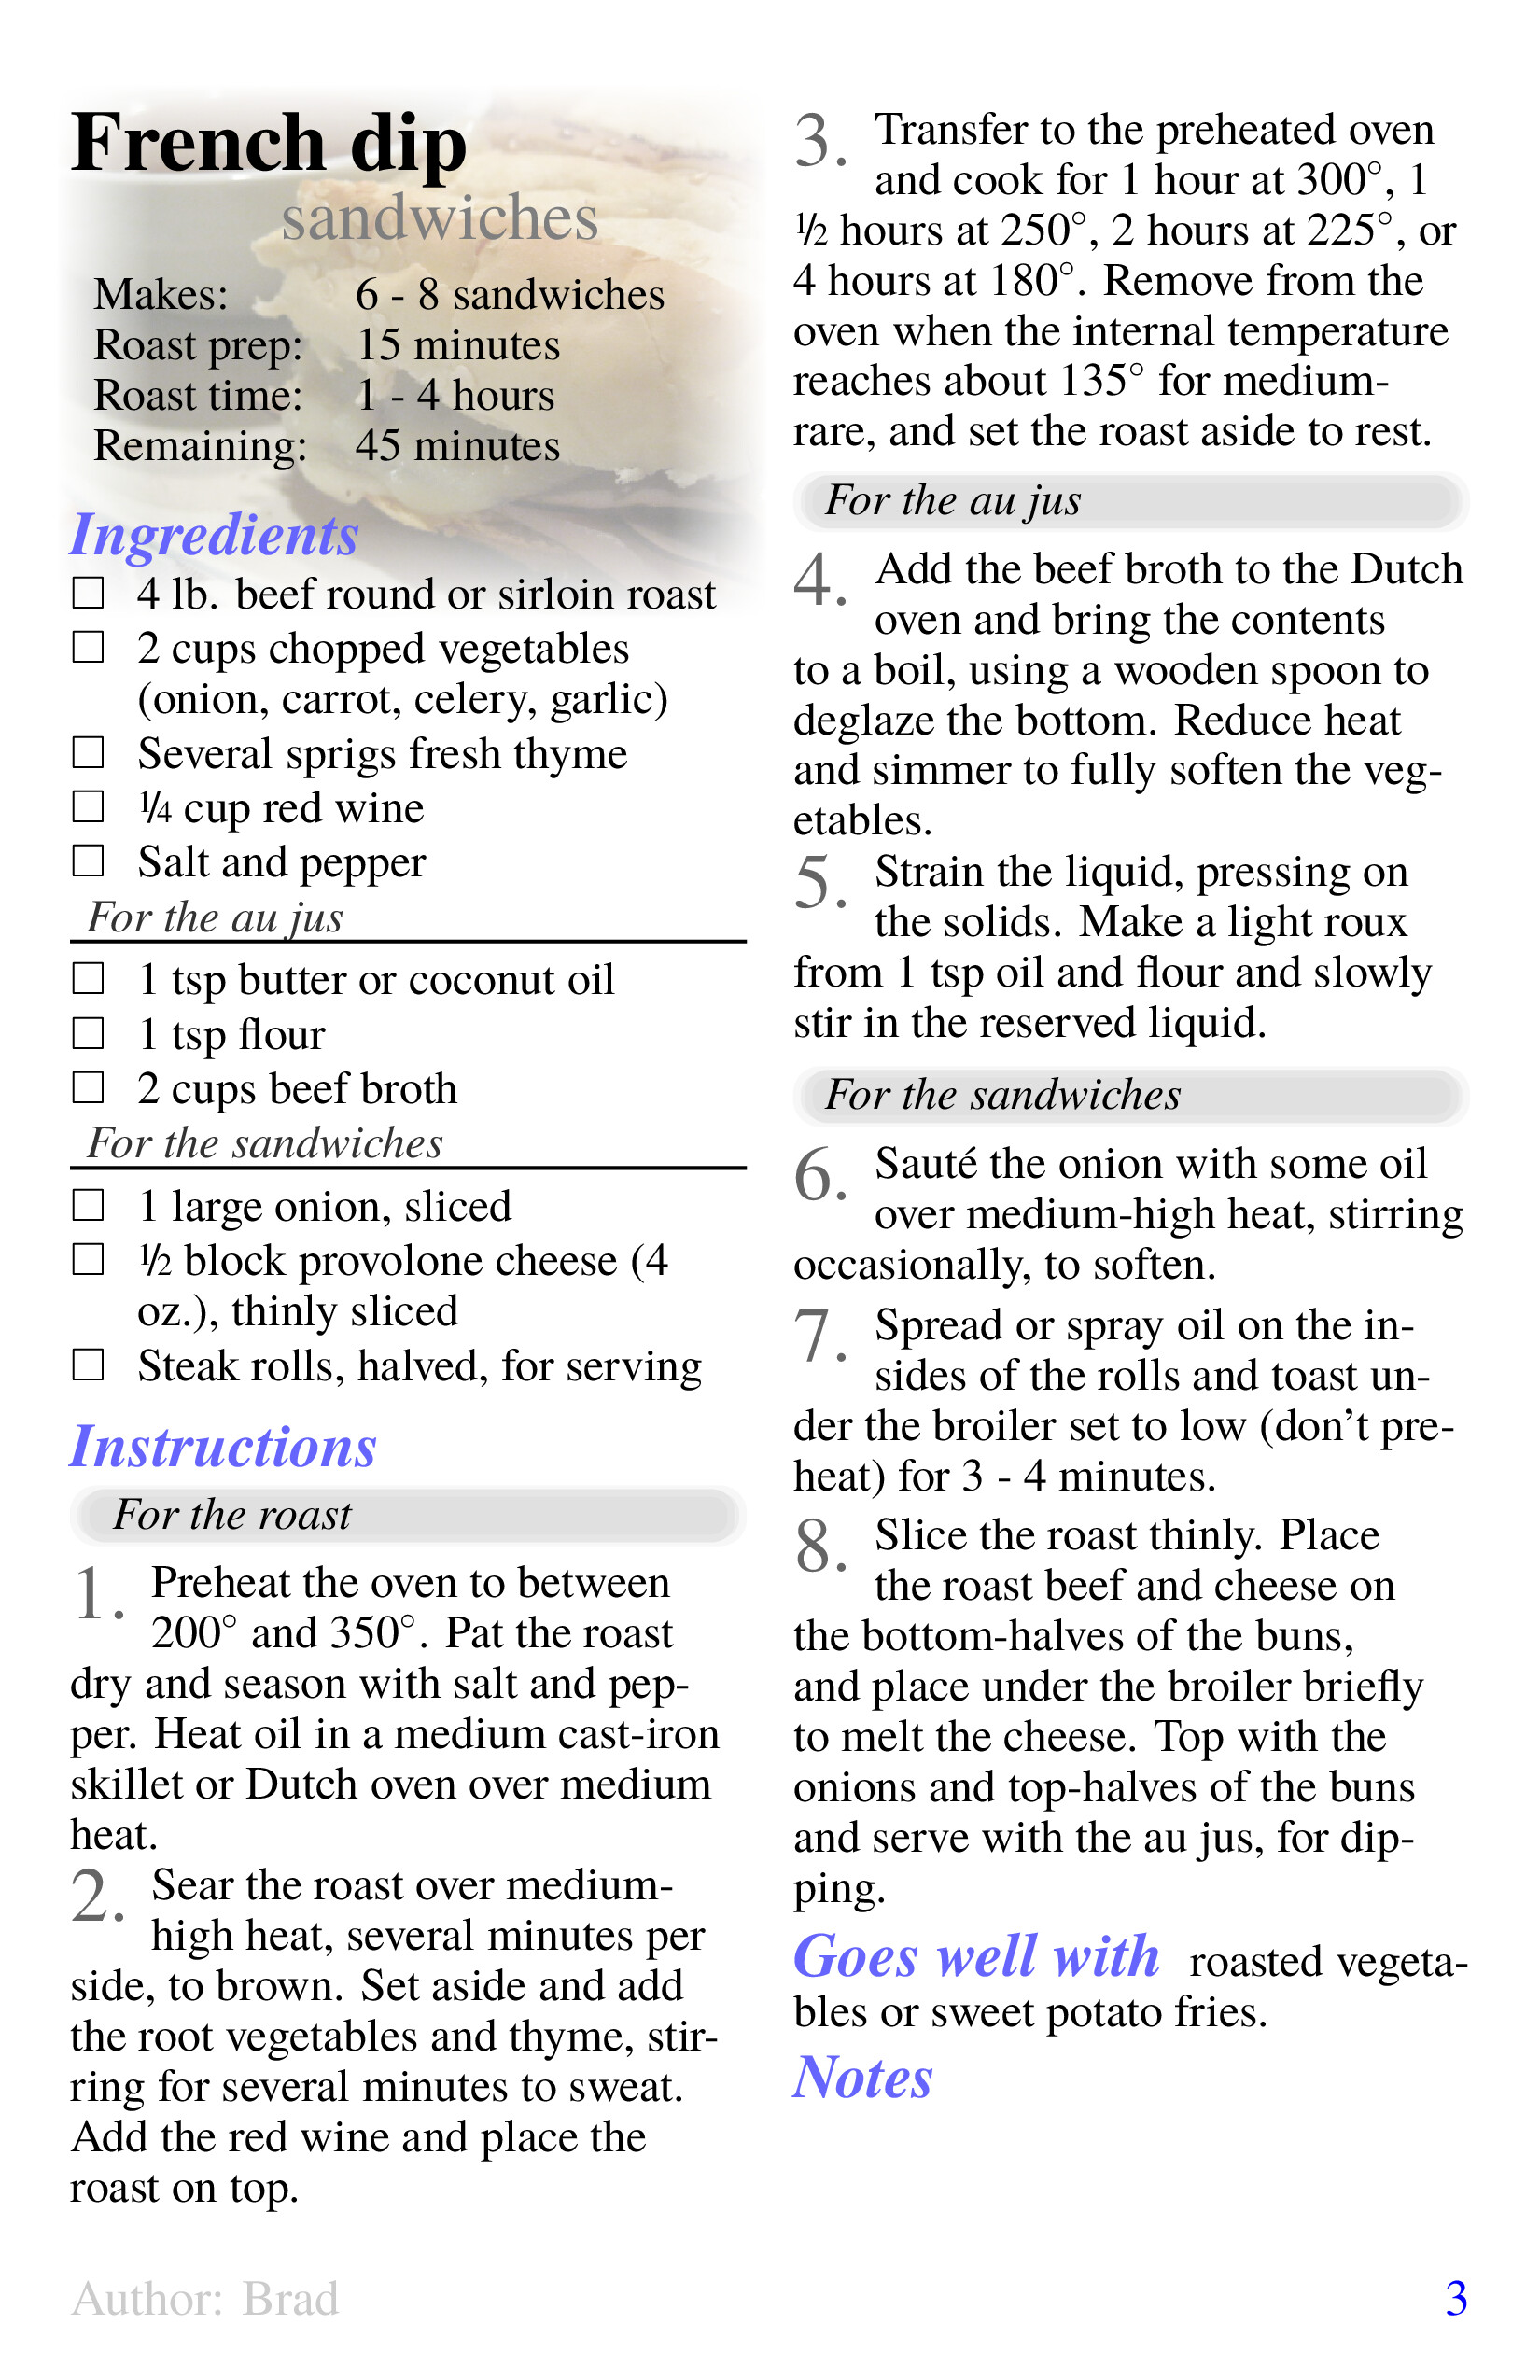 French dip
sandwiches
Makes: 6 - 8 sandwiches
Roast prep: 15 minutes
Roast time: 1 - 4 hours
Remaining: 45 minutes
Ingredients
☐ 4 lb. beef round or sirloin roast
☐ 2 cups chopped vegetables
(onion, carrot, celery, garlic)
☐ Several sprigs fresh thyme
☐ ¼ cup red wine
☐ Salt and pepper
For the au jus
☐ 1 tsp butter or coconut oil
☐ 1 tsp flour
☐ 2 cups beef broth
For the sandwiches
☐ 1 large onion, sliced
☐ ½ block provolone cheese (4
oz.), thinly sliced
☐ Steak rolls, halved, for serving
Instructions
For the roast
1. Preheat the oven to between
200° and 350°. Pat the roast
dry and season with salt and pep-
per. Heat oil in a medium cast-iron
skillet or Dutch oven over medium
heat.
2. Sear the roast over medium-
high heat, several minutes per
side, to brown. Set aside and add
the root vegetables and thyme, stir-
ring for several minutes to sweat.
Add the red wine and place the
roast on top.
3. Transfer to the preheated oven
and cook for 1 hour at 300°, 1
½ hours at 250°, 2 hours at 225°, or
4 hours at 180°. Remove from the
oven when the internal temperature
reaches about 135° for medium-
rare, and set the roast aside to rest.
For the au jus
4. Add the beef broth to the Dutch
oven and bring the contents
to a boil, using a wooden spoon to
deglaze the bottom. Reduce heat
and simmer to fully soften the veg-
etables.
5. Strain the liquid, pressing on
the solids. Make a light roux
from 1 tsp oil and flour and slowly
stir in the reserved liquid.
For the sandwiches
6. Sauté the onion with some oil
over medium-high heat, stirring
occasionally, to soften.
7. Spread or spray oil on the in-
sides of the rolls and toast un-
der the broiler set to low (don't pre-
heat) for 3 - 4 minutes.
8. Slice the roast thinly. Place
the roast beef and cheese on
the bottom-halves of the buns,
and place under the broiler briefly
to melt the cheese. Top with the
onions and top-halves of the buns
and serve with the au jus, for dip-
ping.
Goes well with roasted vegeta-
bles or sweet potato fries.
Notes
Author: Brad
3